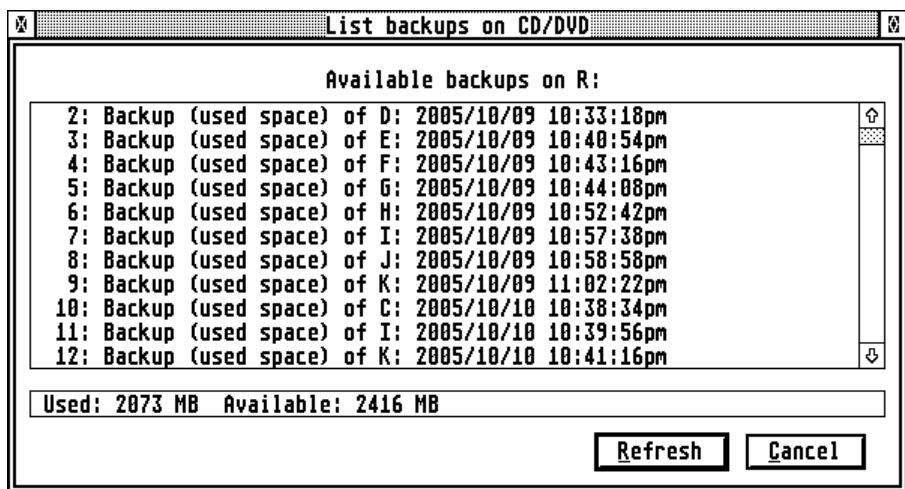 List backups on CD/DVD
Available backups on R:
2: Backup (used space) of D: 2005/10/09 10:33:18pm
3: Backup (used space) of E: 2005/10/09 10:40:54pm
4: Backup (used space) of F: 2005/10/09 10:43:16pm
5: Backup (used space) of G: 2005/10/09 10:44:08pm
6: Backup (used space) of H: 2005/10/09 10:52:42pm
7: Backup (used space) of I: 2005/10/09 10:57:38pm
8: Backup (used space) of J: 2005/10/09 10:58:58pm
9: Backup (used space) of K: 2005/10/09 11:02:22pm
10: Backup (used space) of C: 2005/10/10 10:38:34pm
11: Backup (used space) of I: 2005/10/10 10:39:56pm
12: Backup (used space) of K: 2005/10/10 10:41:16pm
Used: 2073 MB  Available: 2416 MB
Refresh Cancel